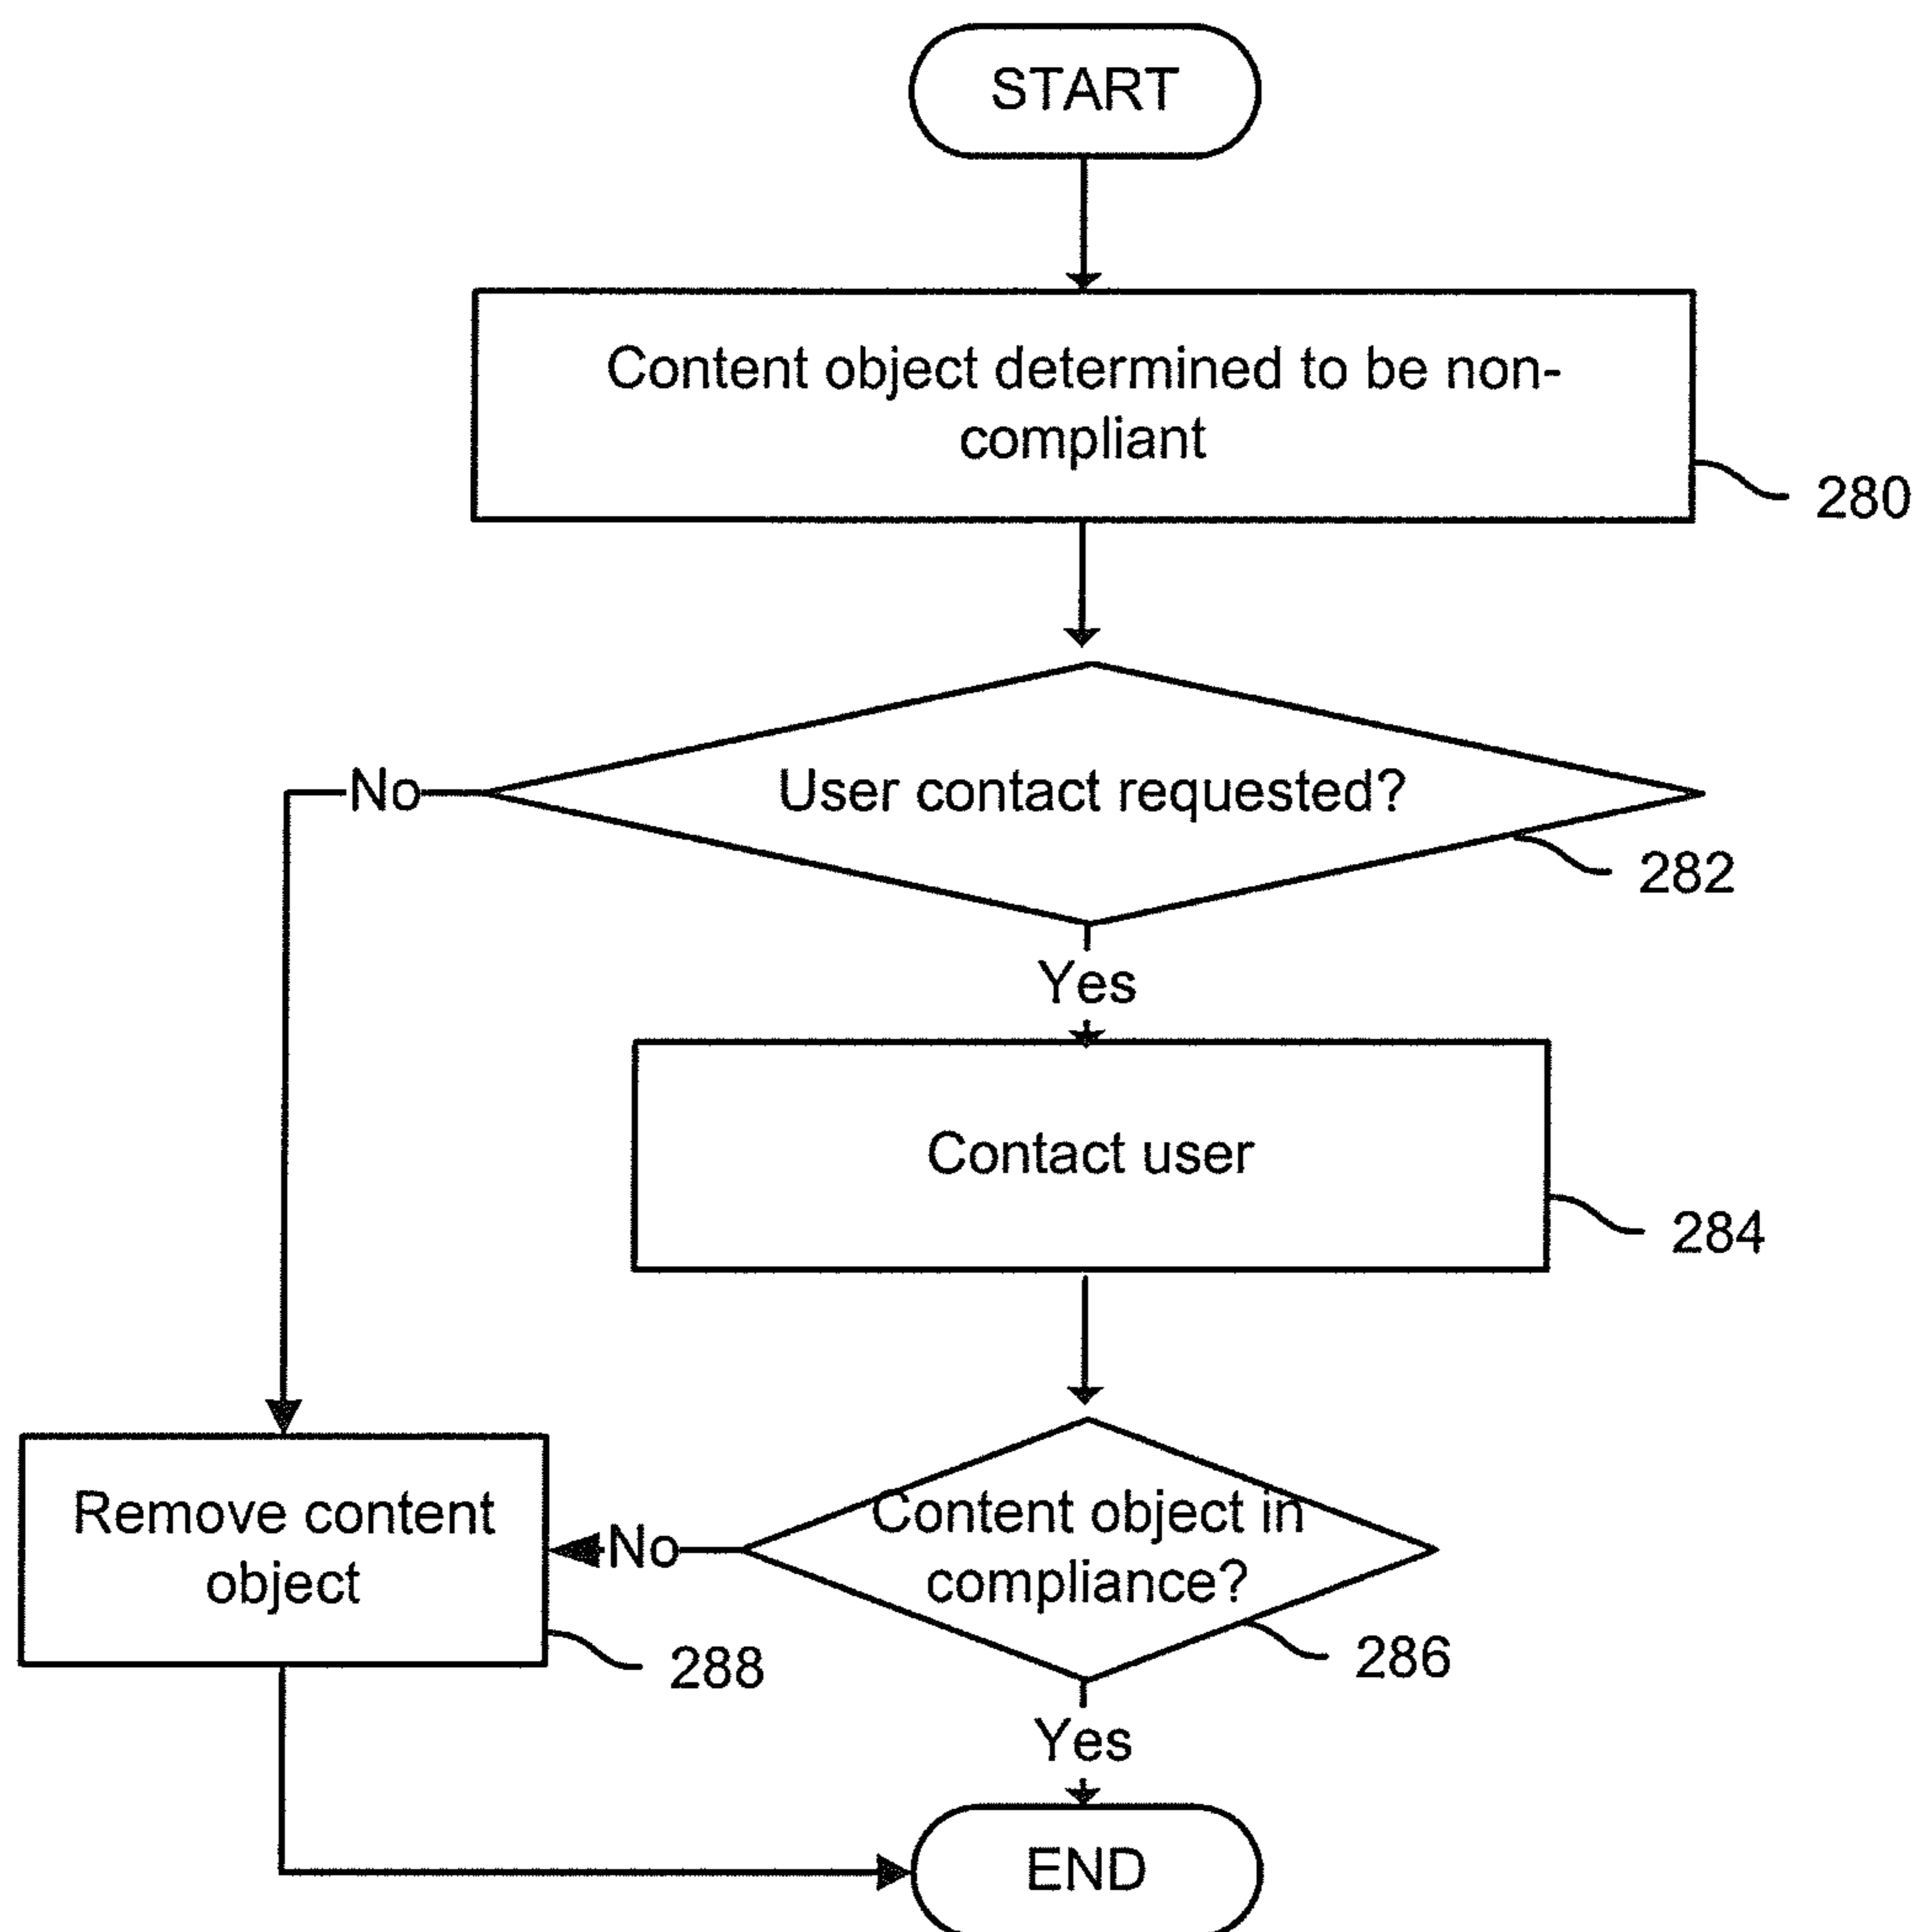 START
Content object determined to be non-
compliant
280
No
User contact requested?
282
Yes
Contact user
284
Remove content
object
288
No
Content object in
compliance?
286
Yes
END